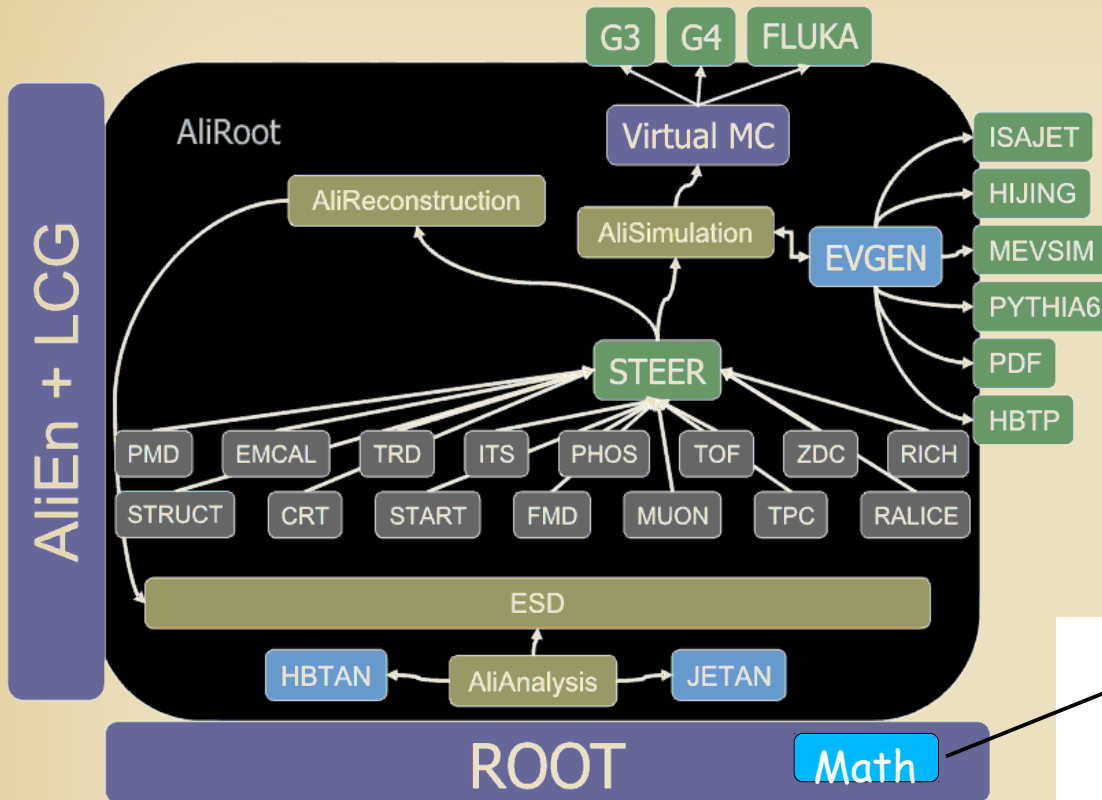 G3 G4 FLUKA
AliRoot
Virtual MC
ISAJET
AliReconstruction
HIJING
AliSimulation
EVGEN
MEVSIM
PYTHIA6
AliEn + LCG
STEER
PDF
HBTP
PMD EMCAL TRD ITS PHOS TOF ZDC RICH
STRUCT CRT START FMD MUON TPC RALICE
ESD
HBTAN AliAnalysis JETAN
ROOT Math